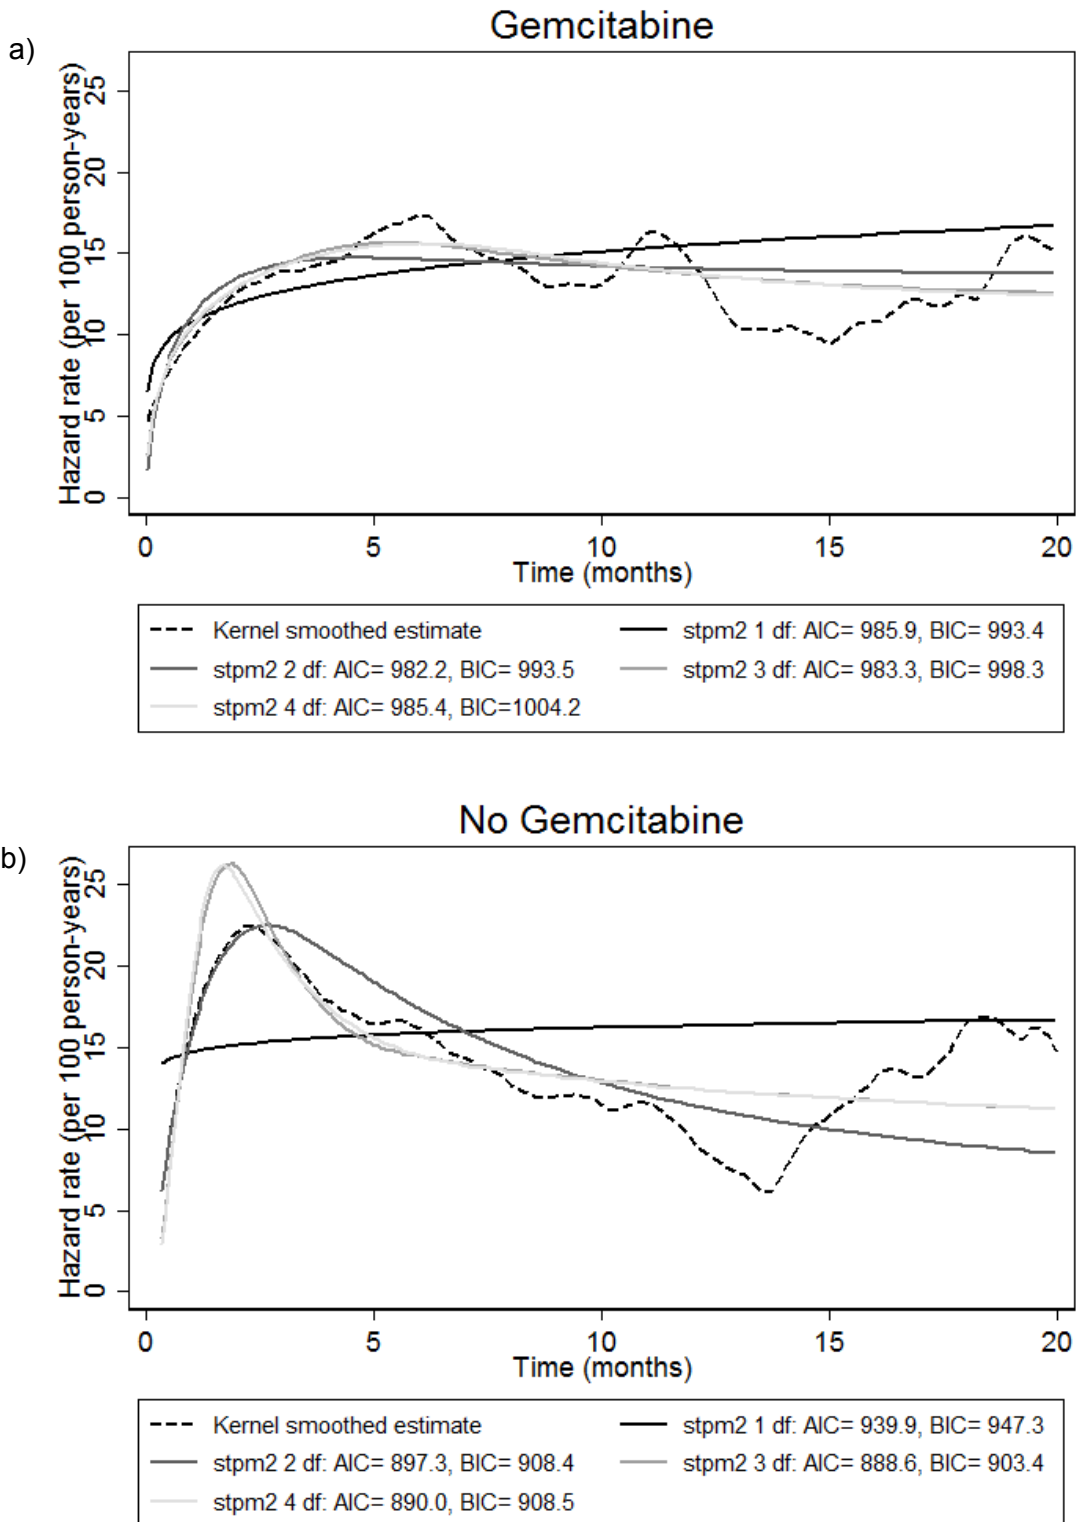 a)
Gemcitabine
Hazard rate (per 100 person-years)
25
20
15
10
5
0
0 5 10 15 20
Time (months)
Kernel smoothed estimate stpm2 1 df: AIC= 985.9, BIC= 993.4
stpm2 2 df: AIC= 982.2, BIC= 993.5 stpm2 3 df: AIC= 983.3, BIC= 998.3
stpm2 4 df: AIC= 985.4, BIC=1004.2
b)
No Gemcitabine
Hazard rate (per 100 person-years)
25
20
15
10
5
0
0 5 10 15 20
Time (months)
Kernel smoothed estimate stpm2 1 df: AIC= 939.9, BIC= 947.3
stpm2 2 df: AIC= 897.3, BIC= 908.4 stpm2 3 df: AIC= 888.6, BIC= 903.4
stpm2 4 df: AIC= 890.0, BIC= 908.5